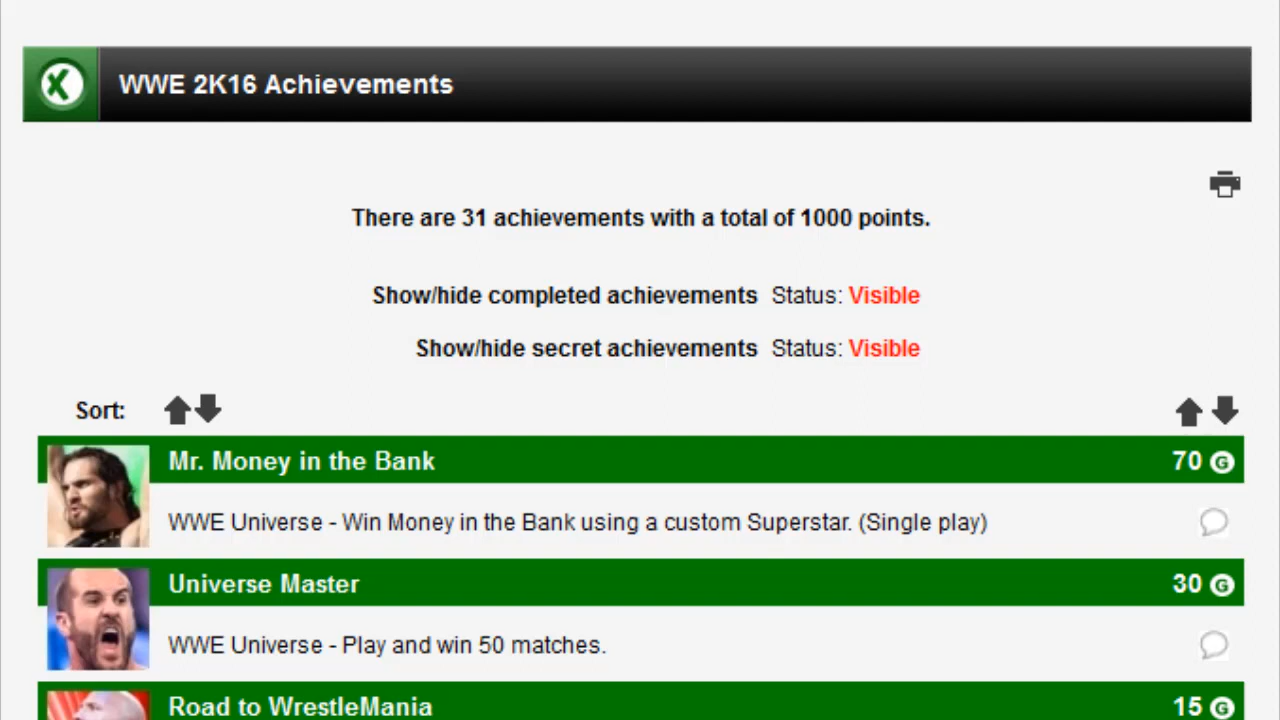 WWE 2K16 Achievements
There are 31 achievements with a total of 1000 points.
Show/hide completed achievements Status: Visible
Show/hide secret achievements Status: Visible
Sort:
Mr. Money in the Bank 70 G
WWE Universe - Win Money in the Bank using a custom Superstar. (Single play)
Universe Master 30 G
WWE Universe - Play and win 50 matches.
Road to WrestleMania 15 G